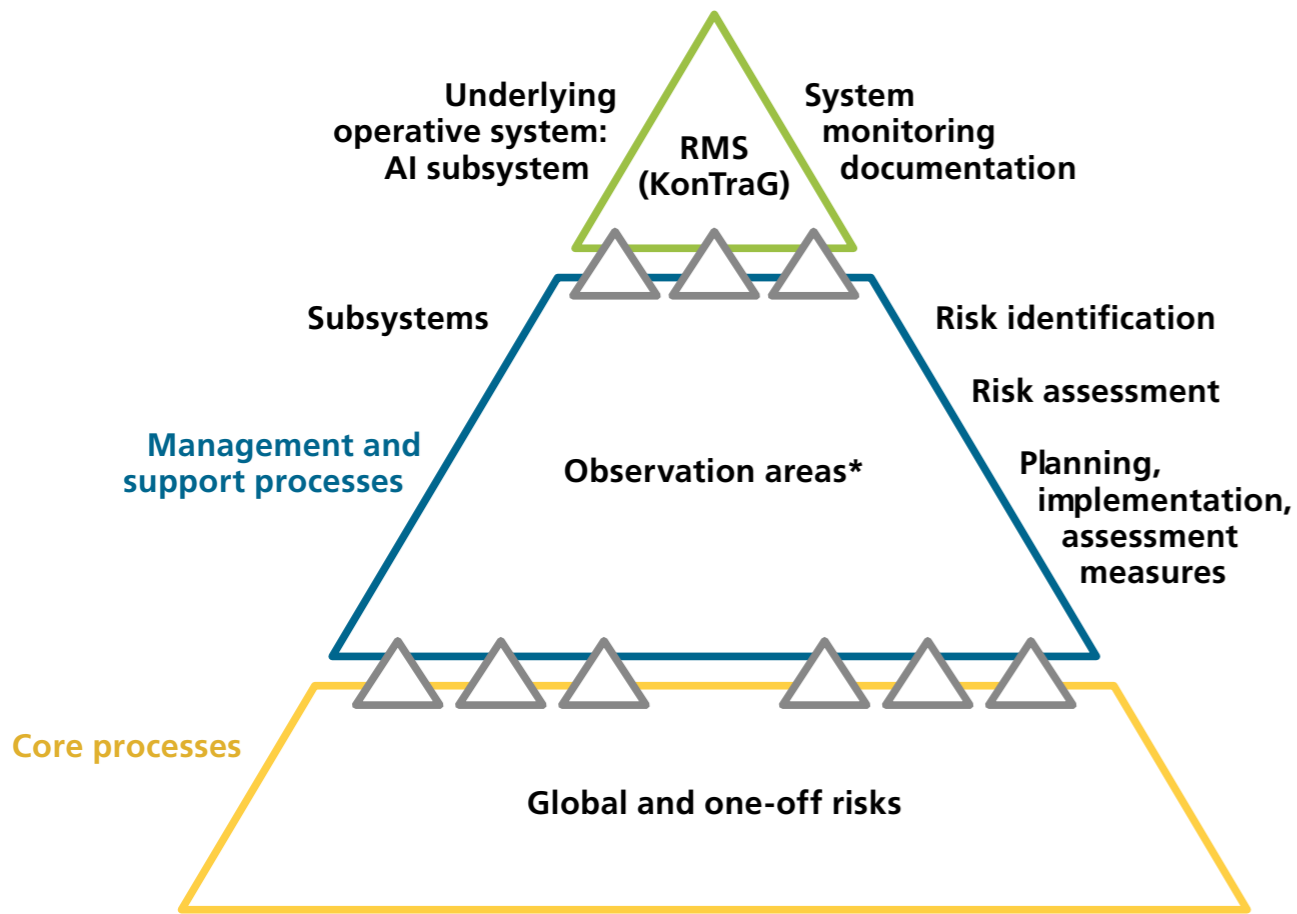 Underlying
operative system:
AI subsystem
RMS
(KonTraG)
System
monitoring
documentation
Subsystems
Risk identification
Risk assessment
Management and
support processes
Observation areas*
Planning,
implementation,
assessment
measures
Core processes
Global and one-off risks